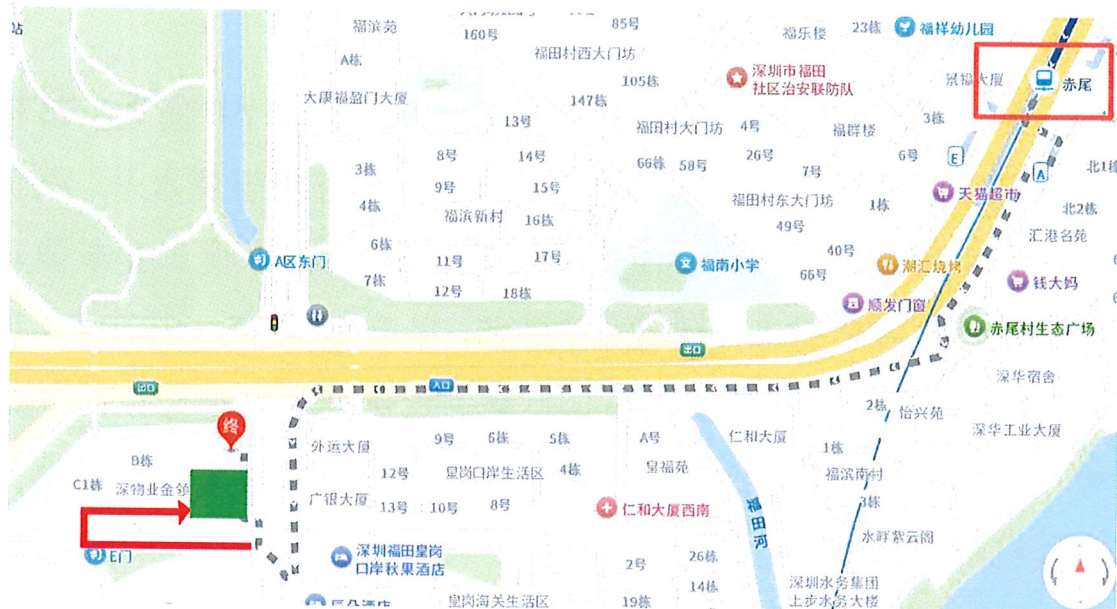 站
福滨苑
160号
85号
福乐楼
23栋
福祥幼儿园
A栋
福田村西大门坊
105栋
深圳市福田
社区治安联防队
景福大厦
赤尾
大康福盈门大厦
147栋
13号
福田村大门坊
4号
福群楼
3栋
8号
14号
66栋
58号
26号
7号
6号
E
A
北1栋
3栋
9号
15号
天猫超市
4栋
福滨新村
16栋
福田村东大门坊
1栋
北2栋
49号
汇港名苑
6栋
11号
17号
40号
A区东门
福南小学
66号
潮汇烧烤
7栋
12号
18栋
钱大妈
顺发门窗
赤尾村生态广场
出口
出口
入口
深华宿舍
终
2栋
怡兴苑
外运大厦
9号
6栋
5栋
A号
仁和大厦
1栋
深华工业大厦
B栋
12号
皇岗口岸生活区
4栋
皇福苑
福滨南村
C1栋
深物业金领
广银大厦
13号
10号
8号
仁和大厦西南
3栋
福田河
水畔紫云阁
E门
深圳福田皇岗
口岸秋果酒店
2号
26栋
14栋
深圳水务集团
上步水务大楼
皇岗海关生活区
19栋